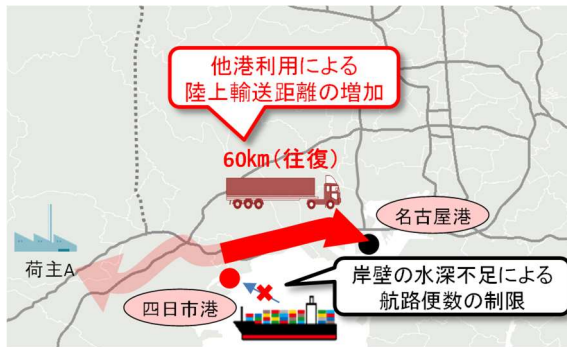 他港利用による
陸上輸送距離の増加
60km(往復)
名古屋港
荷主A
岸壁の水深不足による
航路便数の制限
四日市港